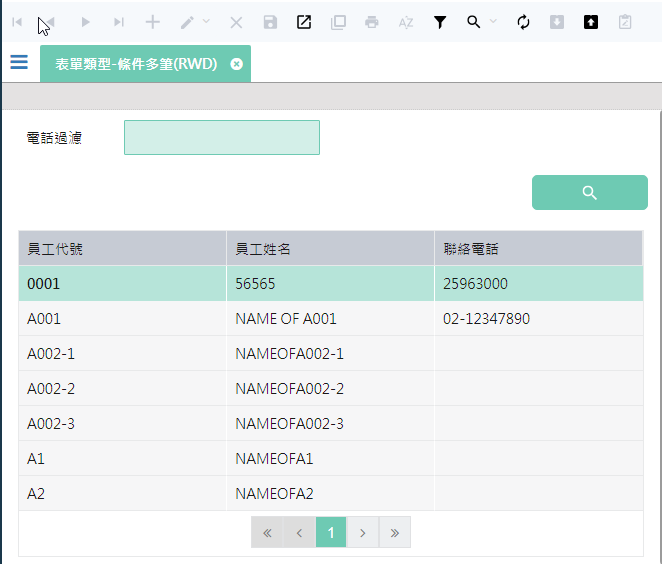 表單類型-條件多筆(RWD)
電話過濾
員工代號 員工姓名 聯絡電話
0001 56565 25963000
A001 NAME OF A001 02-12347890
A002-1 NAMEOFA002-1
A002-2 NAMEOFA002-2
A002-3 NAMEOFA002-3
A1 NAMEOFA1
A2 NAMEOFA2
« ‹ 1 › »